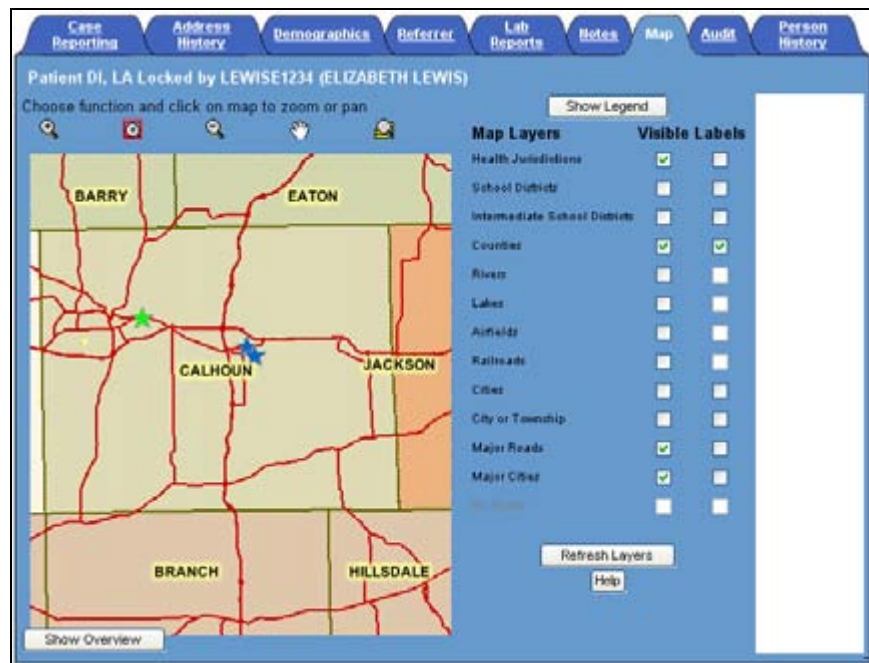 Case Reporting
Address History
Demographics
Referrer
Lab Reports
Notes
Map
Audit
Person History
Patient DI, LA Locked by LEWISE1234 (ELIZABETH LEWIS)
Choose function and click on map to zoom or pan
Show Legend
Map Layers Visible Labels
Health Jurisdictions
School Districts
Intermediate School Districts
Counties
Rivers
Lakes
Airfields
Railroads
Cities
City or Township
Major Roads
Major Cities
BARRY
EATON
CALHOUN
JACKSON
BRANCH
HILLSDALE
Refresh Layers
Help
Show Overview